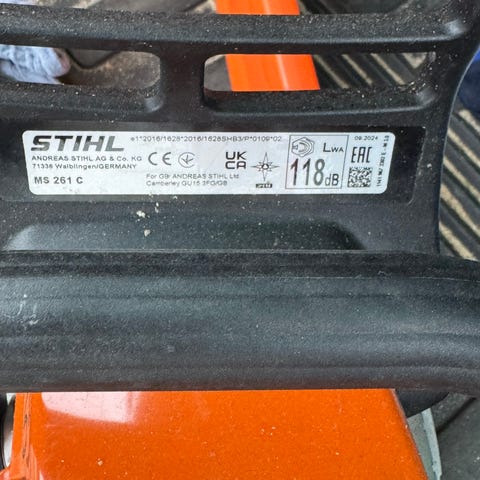 STIHL
e1*2016/1628*2016/1628SHB3/P*0109*02
ANDREAS STIHL AG & Co. KG
71336 Waiblingen/GERMANY
MS 261 C
CE
UK
CA
For GB: ANDREAS STIHL Ltd.
Camberley GU15 3FG/GB
LWA
118dB
09.2024
EAC